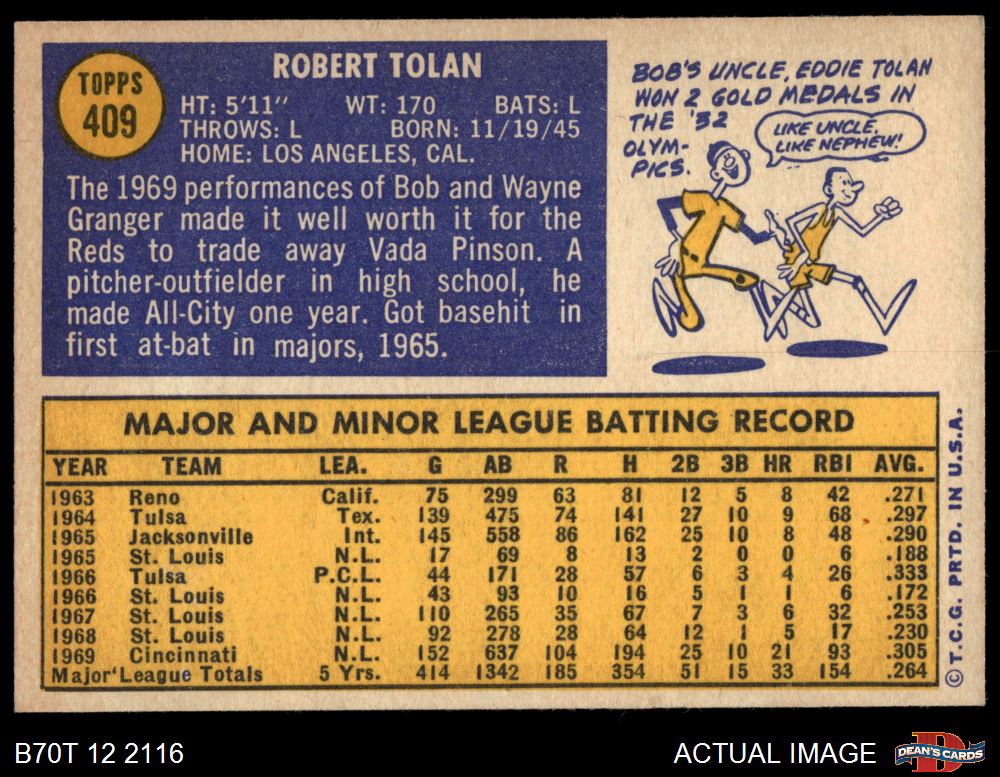 TOPPS
409
ROBERT TOLAN
HT: 5'11" WT: 170 BATS: L
THROWS: L BORN: 11/19/45
HOME: LOS ANGELES, CAL.
The 1969 performances of Bob and Wayne
Granger made it well worth it for the
Reds to trade away Vada Pinson. A
pitcher-outfielder in high school, he
made All-City one year. Got basehit in
first at-bat in majors, 1965.
BOB'S UNCLE, EDDIE TOLAN
WON 2 GOLD MEDALS IN
THE '32
OLYM-
PICS.
LIKE UNCLE,
LIKE NEPHEW!
MAJOR AND MINOR LEAGUE BATTING RECORD
YEAR TEAM LEA. G AB R H 2B 3B HR RBI AVG.
1963 Reno Calif. 75 299 63 81 12 5 8 42 .271
1964 Tulsa Tex. 139 475 74 141 27 10 9 68 .297
1965 Jacksonville Int. 145 558 86 162 25 10 8 48 .290
1965 St. Louis N.L. 17 69 8 13 2 0 0 6 .188
1966 Tulsa P.C.L. 44 171 28 57 6 3 4 26 .333
1966 St. Louis N.L. 43 93 10 16 5 1 1 6 .172
1967 St. Louis N.L. 110 265 35 67 7 3 6 32 .253
1968 St. Louis N.L. 92 278 28 64 12 1 5 17 .230
1969 Cincinnati N.L. 152 637 104 194 25 10 21 93 .305
Major League Totals 5 Yrs. 414 1342 185 354 51 15 33 154 .264
© T.C.G. PRTD. IN U.S.A.
B70T 12 2116
ACTUAL IMAGE
DEAN'S CARDS